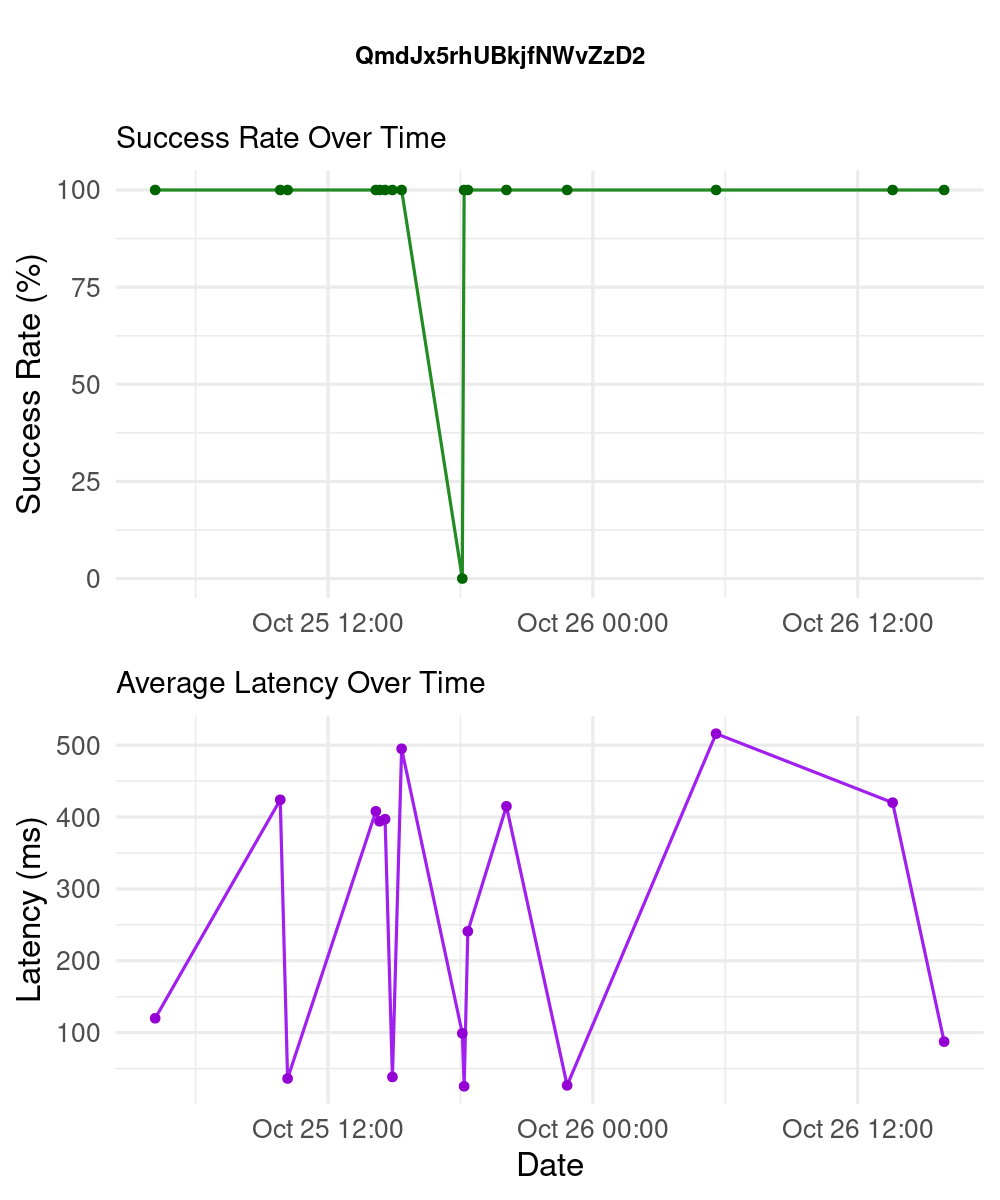 QmdJx5rhUBkjfNWvZzD2
Success Rate Over Time
Success Rate (%)
100
75
50
25
0
Oct 25 12:00 Oct 26 00:00 Oct 26 12:00
Average Latency Over Time
Latency (ms)
500
400
300
200
100
Oct 25 12:00 Oct 26 00:00 Oct 26 12:00
Date